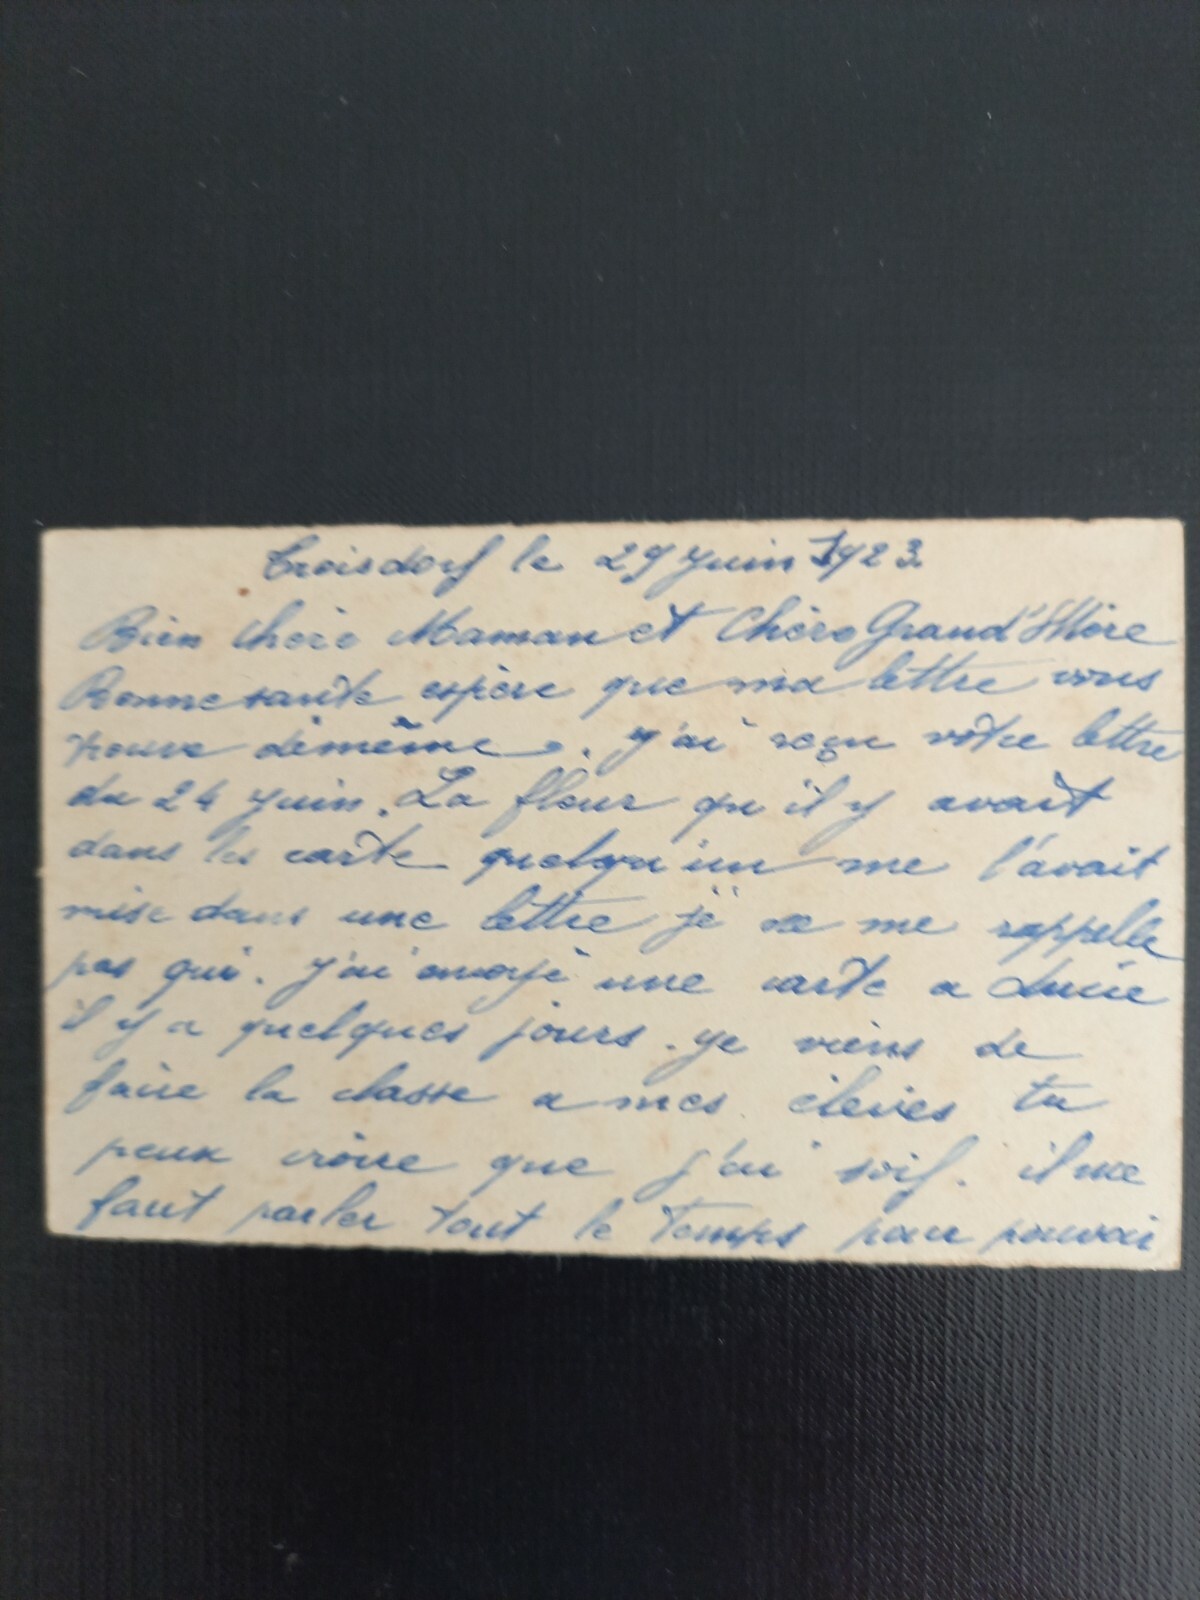 Troisdorf le 29 Juin 1923.
Bien chère Maman et Chère Grand'Mère
Bonne santé espère que ma lettre vous
trouve démême. J'ai reçu vôtre lettre
du 24 Juin. La fleur qu'il y avait
dans les carte quelqu'un me l'avait
mise dans une lettre je ne me rappelle
pas qui. J'ai envoyé une carte a Lucie
il y a quelques jours. Je viens de
faire la classe a mes élèves tu
peux crôire que j'ai soif. il me
faut parler tout le temps pour pouvoir